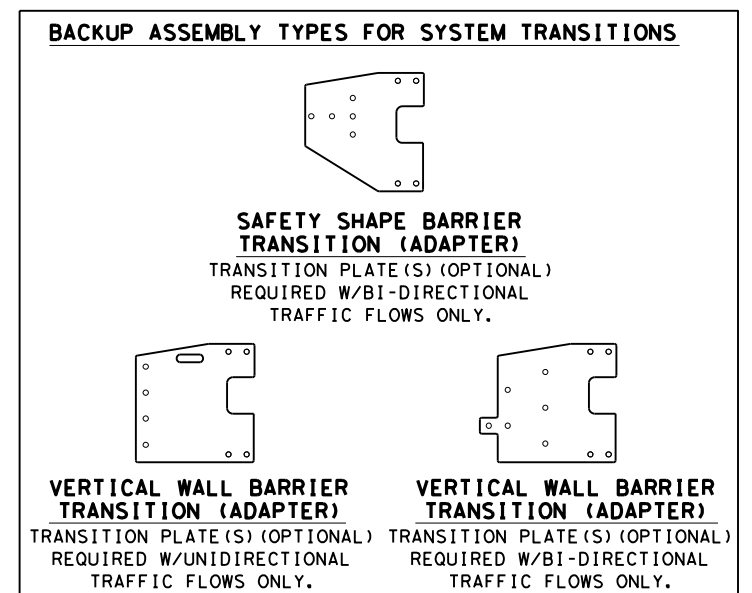 BACKUP ASSEMBLY TYPES FOR SYSTEM TRANSITIONS
SAFETY SHAPE BARRIER
TRANSITION (ADAPTER)
TRANSITION PLATE(S)(OPTIONAL)
REQUIRED W/BI-DIRECTIONAL
TRAFFIC FLOWS ONLY.
VERTICAL WALL BARRIER
TRANSITION (ADAPTER)
TRANSITION PLATE(S)(OPTIONAL)
REQUIRED W/UNIDIRECTIONAL
TRAFFIC FLOWS ONLY.
VERTICAL WALL BARRIER
TRANSITION (ADAPTER)
TRANSITION PLATE(S)(OPTIONAL)
REQUIRED W/BI-DIRECTIONAL
TRAFFIC FLOWS ONLY.